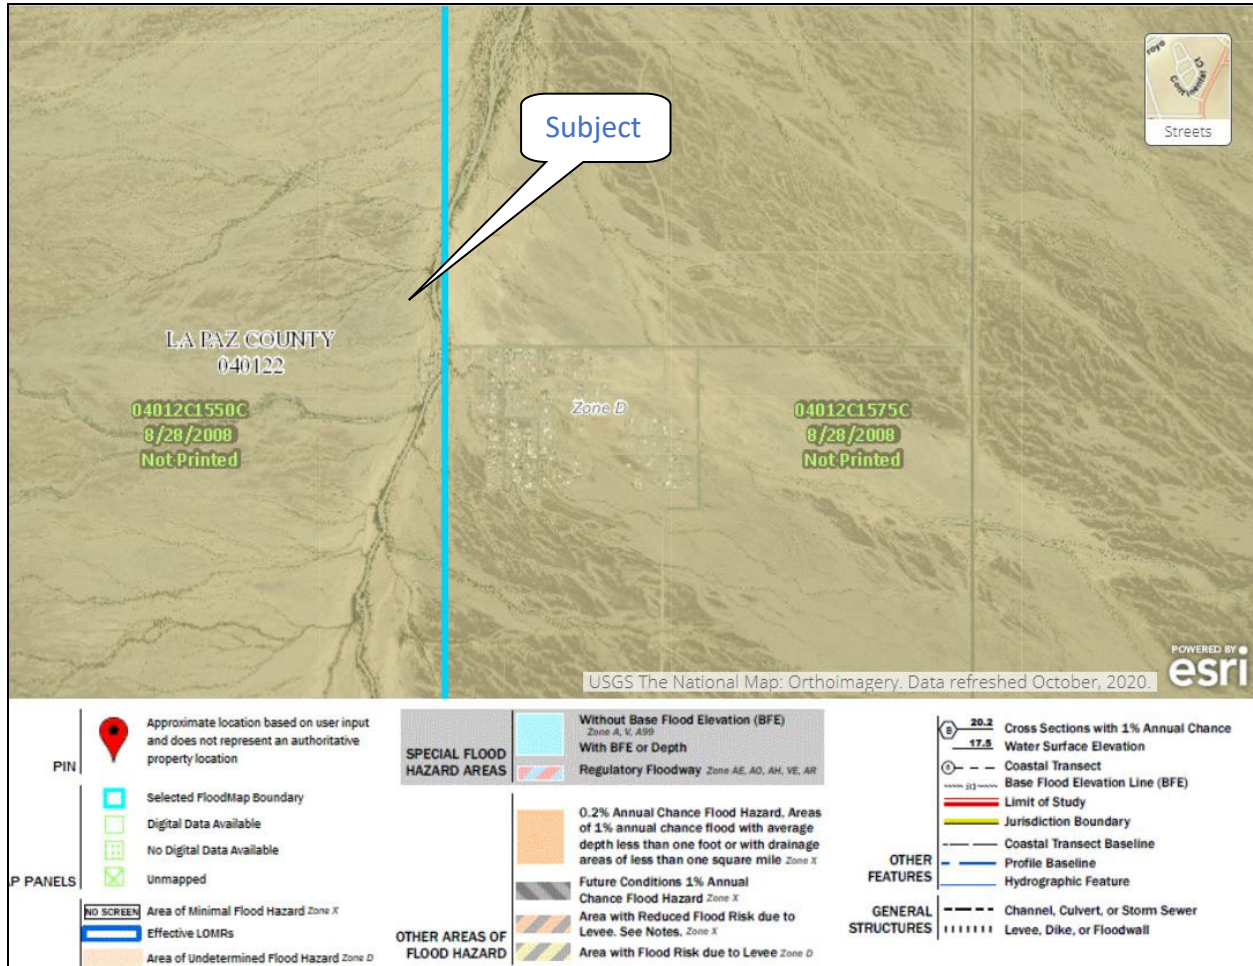 royo
Continental
Ct
Streets
Subject
LA PAZ COUNTY
040122
04012C1550C
8/28/2008
Not Printed
Zone D
04012C1575C
8/28/2008
Not Printed
POWERED BY
esri
USGS The National Map: Orthoimagery. Data refreshed October, 2020.
PIN
Approximate location based on user input
and does not represent an authoritative
property location
Selected FloodMap Boundary
Digital Data Available
No Digital Data Available
Unmapped
P PANELS
NO SCREEN Area of Minimal Flood Hazard Zone X
Effective LOMRs
Area of Undetermined Flood Hazard Zone D
SPECIAL FLOOD
HAZARD AREAS
Without Base Flood Elevation (BFE)
Zone A, V, A99
With BFE or Depth
Regulatory Floodway Zone AE, AO, AH, VE, AR
0.2% Annual Chance Flood Hazard, Areas
of 1% annual chance flood with average
depth less than one foot or with drainage
areas of less than one square mile Zone X
Future Conditions 1% Annual
Chance Flood Hazard Zone X
Area with Reduced Flood Risk due to
Levee. See Notes. Zone X
Area with Flood Risk due to Levee Zone D
OTHER AREAS OF
FLOOD HAZARD
20.2 Cross Sections with 1% Annual Chance
17.5 Water Surface Elevation
Coastal Transect
Base Flood Elevation Line (BFE)
Limit of Study
Jurisdiction Boundary
Coastal Transect Baseline
OTHER
FEATURES
Profile Baseline
Hydrographic Feature
GENERAL
STRUCTURES
Channel, Culvert, or Storm Sewer
Levee, Dike, or Floodwall